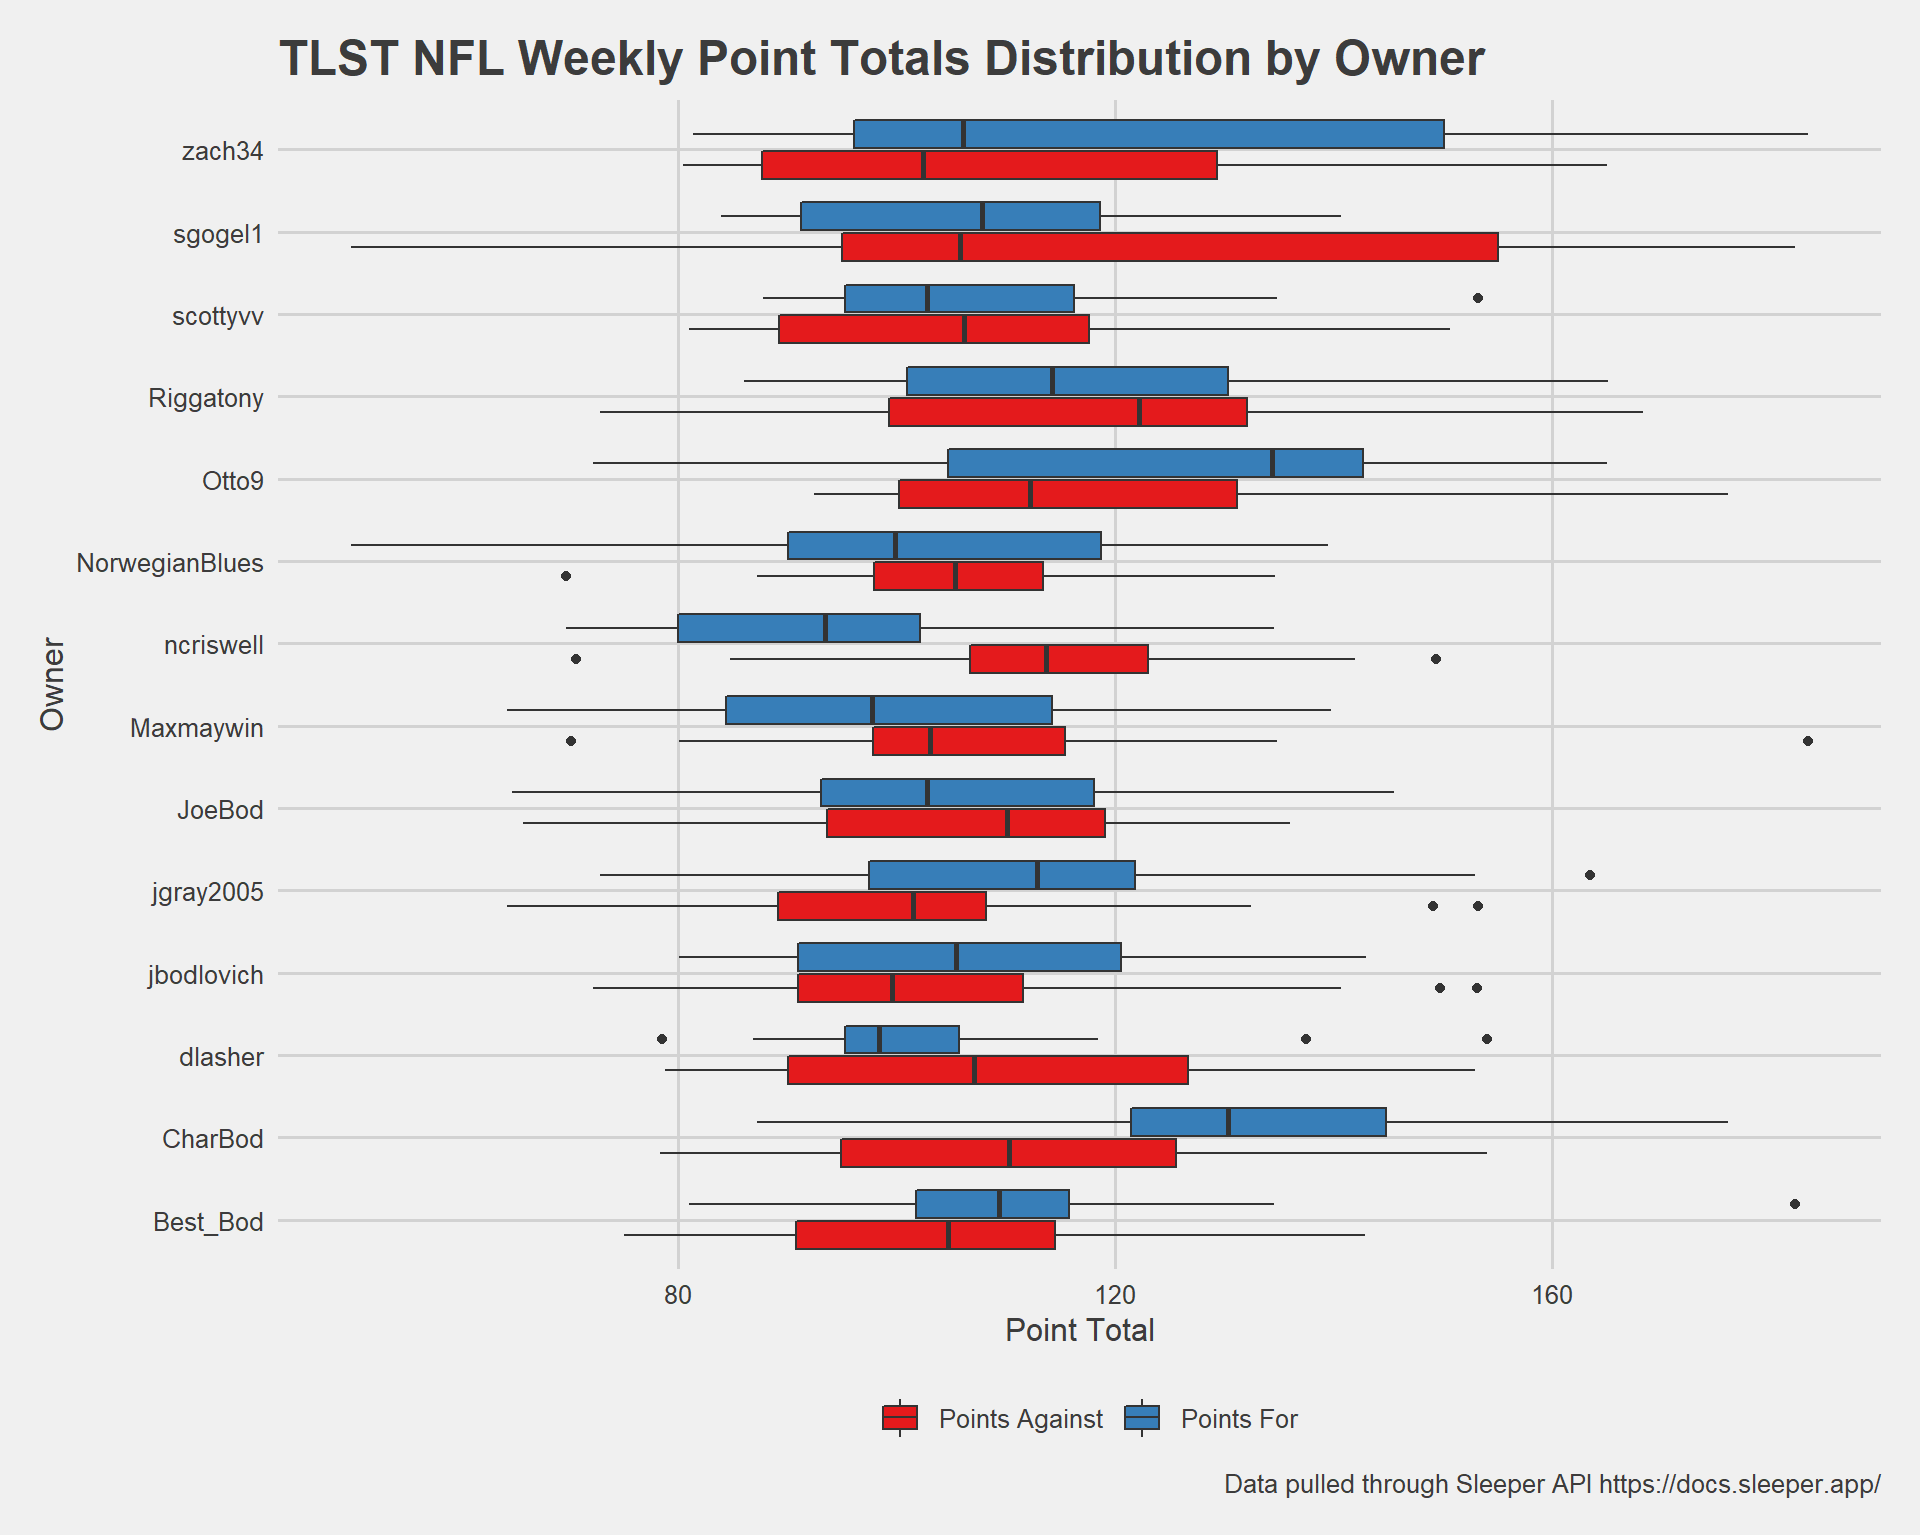 TLST NFL Weekly Point Totals Distribution by Owner
zach34
sgogel1
scottyvv
Riggatony
Otto9
NorwegianBlues
ncriswell
Maxmaywin
JoeBod
jgray2005
jbodlovich
dlasher
CharBod
Best_Bod
Owner
80 120 160
Point Total
Points Against Points For
Data pulled through Sleeper API https://docs.sleeper.app/